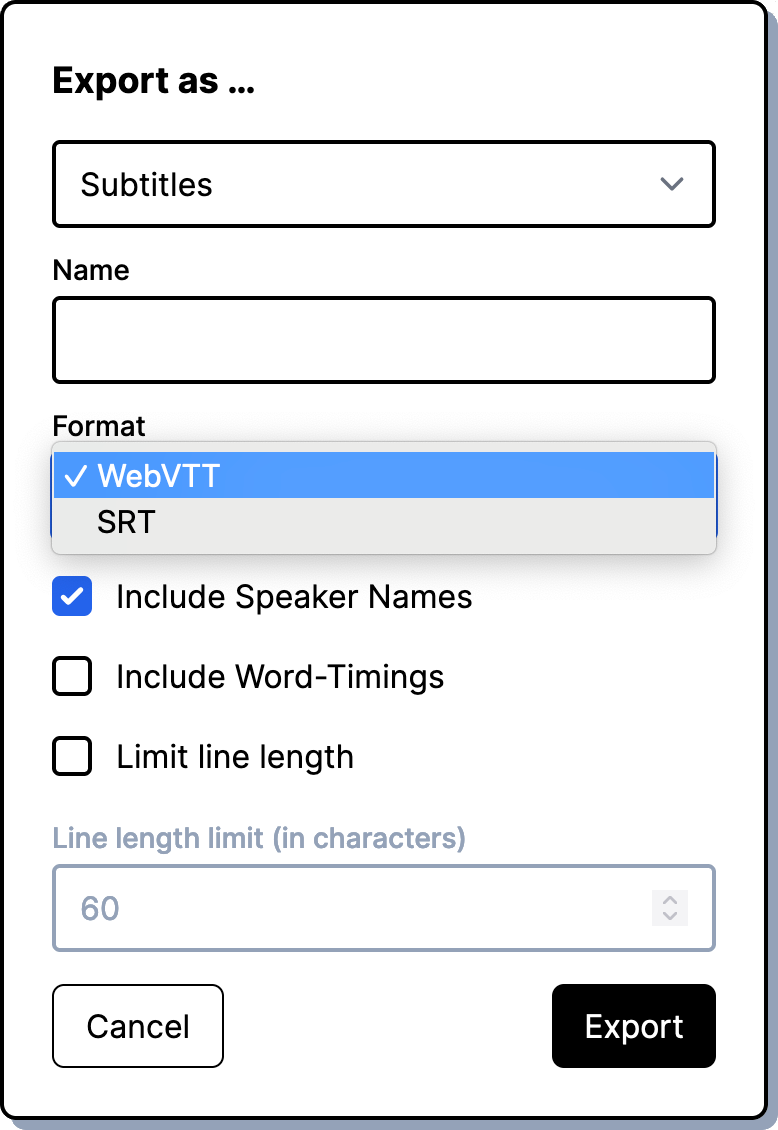 Export as ...
Subtitles
Name
Format
✓ WebVTT
SRT
Include Speaker Names
Include Word-Timings
Limit line length
Line length limit (in characters)
60
Cancel
Export